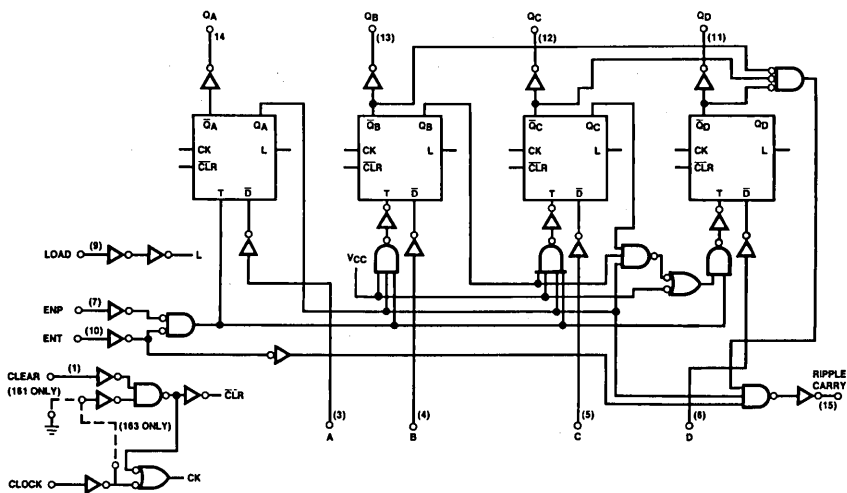 QA QB QC QD
14 (13) (12) (11)
Q̅A QA Q̅B QB Q̅C QC Q̅D QD
CK L CK L CK L CK L
C̅L̅R̅ C̅L̅R̅ C̅L̅R̅ C̅L̅R̅
T D̅ T D̅ T D̅ T D̅
LOAD (9) L
VCC
ENP (7)
ENT (10)
CLEAR (1)
(161 ONLY)
C̅L̅R̅
(163 ONLY)
CLOCK
CK
(3) (4) (5) (6)
A B C D
RIPPLE
CARRY
(15)